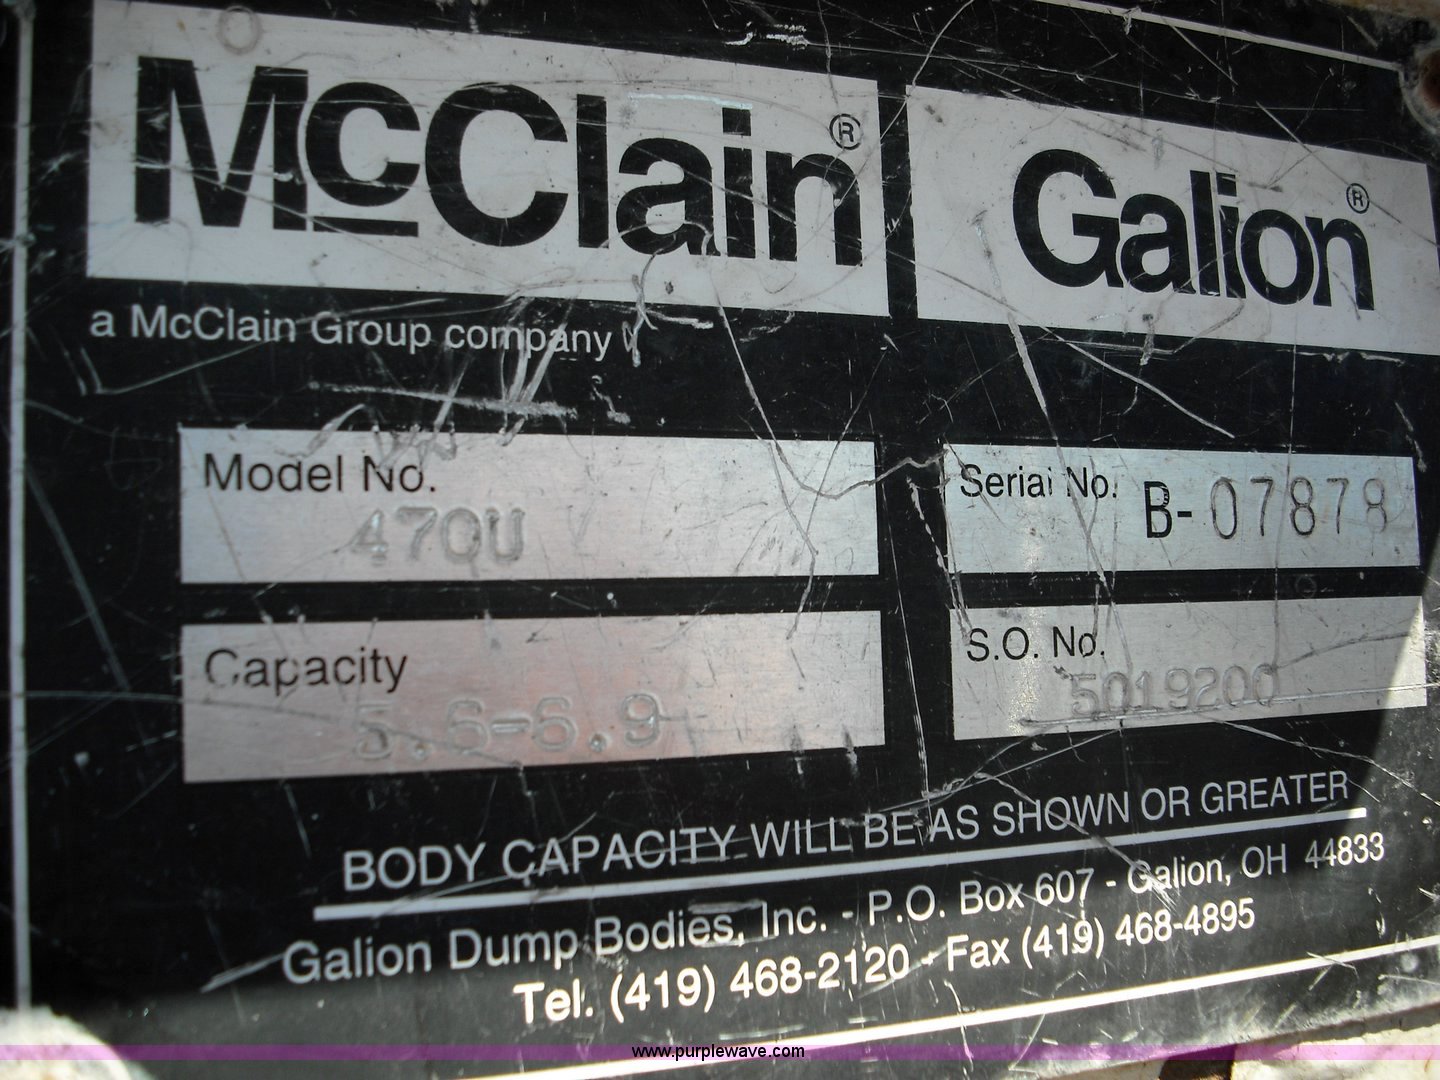 McClain®
Galion®
a McClain Group company
Model No.
470U
Serial No. B-07878
Capacity
5.6-6.9
S.O. No.
5019200
BODY CAPACITY WILL BE AS SHOWN OR GREATER
Galion Dump Bodies, Inc. - P.O. Box 607 - Galion, OH 44833
Tel. (419) 468-2120 - Fax (419) 468-4895
www.purplewave.com